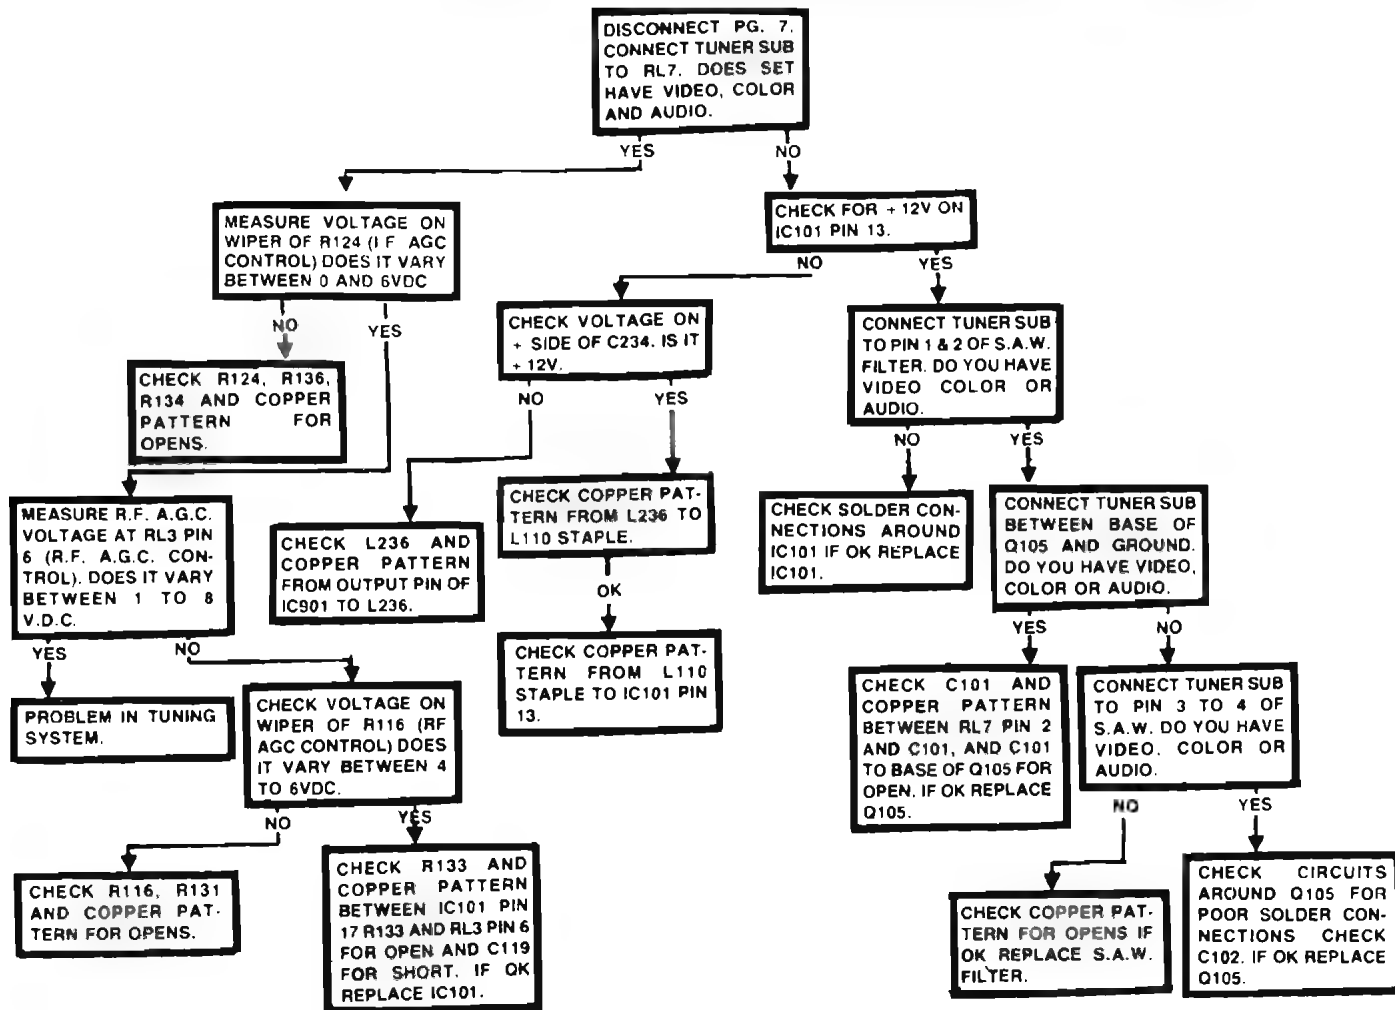 DISCONNECT PG. 7.
CONNECT TUNER SUB
TO RL7. DOES SET
HAVE VIDEO, COLOR
AND AUDIO.
YES
NO
MEASURE VOLTAGE ON
WIPER OF R124 (I F AGC
CONTROL) DOES IT VARY
BETWEEN 0 AND 6VDC
CHECK FOR + 12V ON
IC101 PIN 13.
NO
YES
NO
YES
CHECK R124, R136,
R134 AND COPPER
PATTERN FOR
OPENS.
CHECK VOLTAGE ON
+ SIDE OF C234. IS IT
+ 12V.
CONNECT TUNER SUB
TO PIN 1 & 2 OF S.A.W.
FILTER. DO YOU HAVE
VIDEO COLOR OR
AUDIO.
NO
YES
NO
YES
MEASURE R.F. A.G.C.
VOLTAGE AT RL3 PIN
6 (R.F. A.G.C. CON-
TROL). DOES IT VARY
BETWEEN 1 TO 8
V.D.C.
CHECK L236 AND
COPPER PATTERN
FROM OUTPUT PIN OF
IC901 TO L236.
CHECK COPPER PAT-
TERN FROM L236 TO
L110 STAPLE.
CHECK SOLDER CON-
NECTIONS AROUND
IC101 IF OK REPLACE
IC101.
CONNECT TUNER SUB
BETWEEN BASE OF
Q105 AND GROUND.
DO YOU HAVE VIDEO,
COLOR OR AUDIO.
YES
NO
OK
YES
NO
PROBLEM IN TUNING
SYSTEM.
CHECK VOLTAGE ON
WIPER OF R116 (RF
AGC CONTROL) DOES
IT VARY BETWEEN 4
TO 6VDC.
CHECK COPPER PAT-
TERN FROM L110
STAPLE TO IC101 PIN
13.
CHECK C101 AND
COPPER PATTERN
BETWEEN RL7 PIN 2
AND C101, AND C101
TO BASE OF Q105 FOR
OPEN. IF OK REPLACE
Q105.
CONNECT TUNER SUB
TO PIN 3 TO 4 OF
S.A.W. DO YOU HAVE
VIDEO. COLOR OR
AUDIO.
NO
YES
NO
YES
CHECK R116, R131
AND COPPER PAT-
TERN FOR OPENS.
CHECK R133 AND
COPPER PATTERN
BETWEEN IC101 PIN
17 R133 AND RL3 PIN 6
FOR OPEN AND C119
FOR SHORT. IF OK
REPLACE IC101.
CHECK COPPER PAT-
TERN FOR OPENS IF
OK REPLACE S.A.W.
FILTER.
CHECK CIRCUITS
AROUND Q105 FOR
POOR SOLDER CON-
NECTIONS CHECK
C102. IF OK REPLACE
Q105.